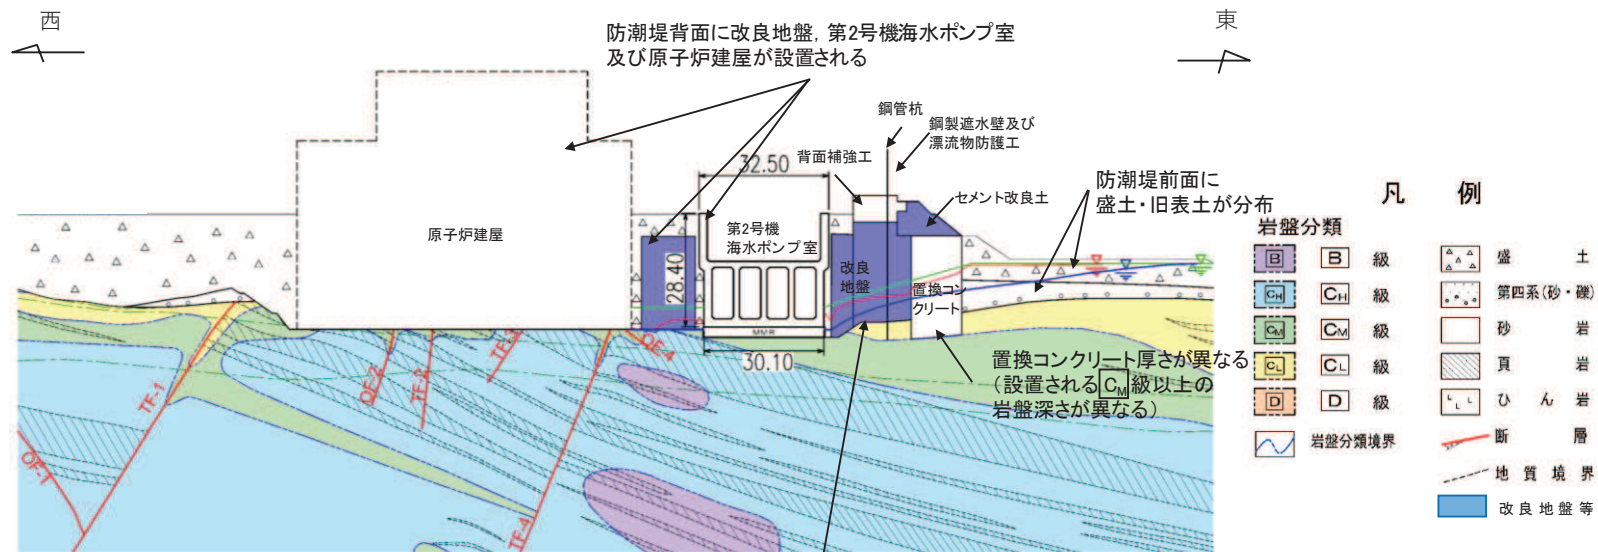 西
東
防潮堤背面に改良地盤，第2号機海水ポンプ室
及び原子炉建屋が設置される
鋼管杭
鋼製遮水壁及び
漂流物防護工
背面補強工
32.50
セメント改良土
防潮堤前面に
盛土・旧表土が分布
原子炉建屋
第2号機
海水ポンプ室
28.40
改良
地盤
置換コン
クリート
MMR
30.10
置換コンクリート厚さが異なる
（設置されるCM級以上の
岩盤深さが異なる）
TF-1
OF-1
OF-2
TF-2
TF-3
OF-4
TF-4
凡 例
岩盤分類
B B 級
CH CH 級
CM CM 級
CL CL 級
D D 級
岩盤分類境界
盛 土
第四系(砂・礫)
砂 岩
頁 岩
ひ ん 岩
断 層
地 質 境 界
改 良 地 盤 等